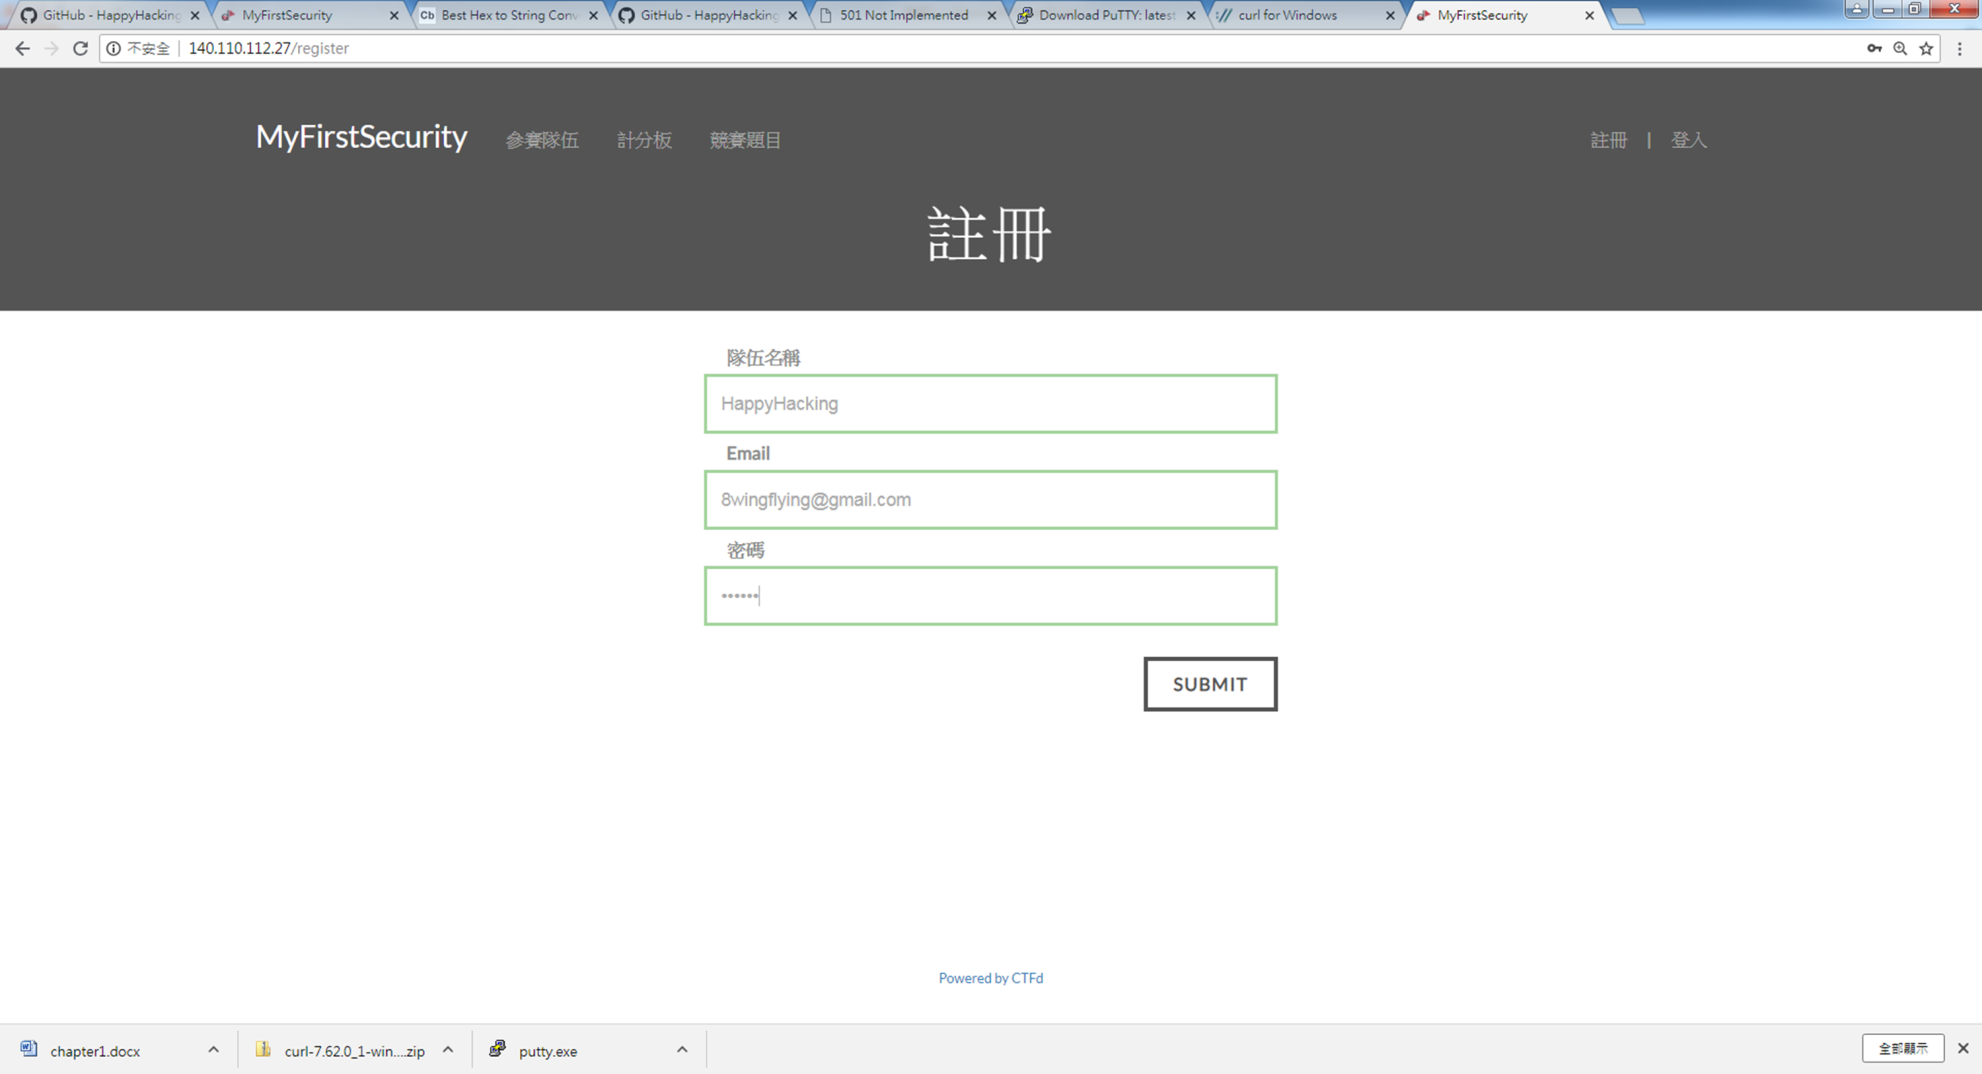 GitHub - HappyHacking
MyFirstSecurity
Cb Best Hex to String Conv
GitHub - HappyHacking
501 Not Implemented
Download PuTTY: latest
curl for Windows
MyFirstSecurity
不安全 | 140.110.112.27/register
MyFirstSecurity 參賽隊伍 計分板 競賽題目 註冊 | 登入
註冊
隊伍名稱
HappyHacking
Email
8wingflying@gmail.com
密碼
••••••
SUBMIT
Powered by CTFd
chapter1.docx
curl-7.62.0_1-win....zip
putty.exe
全部顯示